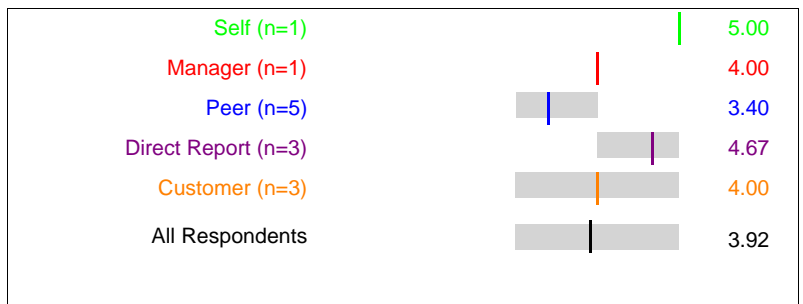 Self (n=1) 5.00
Manager (n=1) 4.00
Peer (n=5) 3.40
Direct Report (n=3) 4.67
Customer (n=3) 4.00
All Respondents 3.92